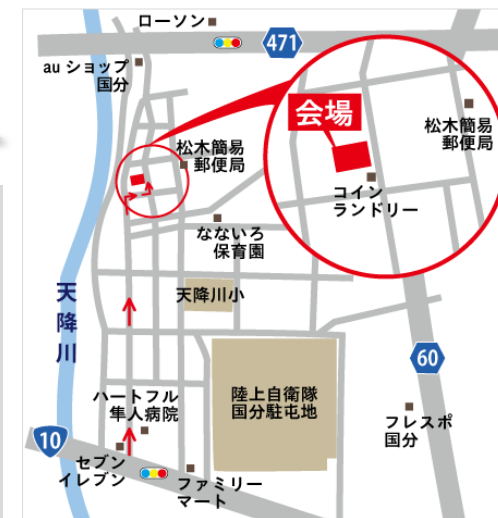 ローソン
471
au ショップ
国分
会場
松木簡易
郵便局
松木簡易
郵便局
コイン
ランドリー
なないろ
保育園
天降川
天降川小
60
ハートフル
隼人病院
陸上自衛隊
国分駐屯地
フレスポ
国分
10
セブン
イレブン
ファミリー
マート